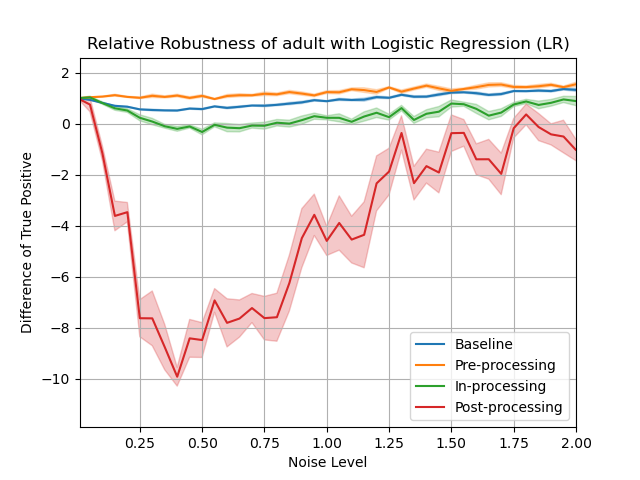 Relative Robustness of adult with Logistic Regression (LR)
Difference of True Positive
2
0
−2
−4
−6
−8
−10
0.25 0.50 0.75 1.00 1.25 1.50 1.75 2.00
Noise Level
Baseline
Pre-processing
In-processing
Post-processing